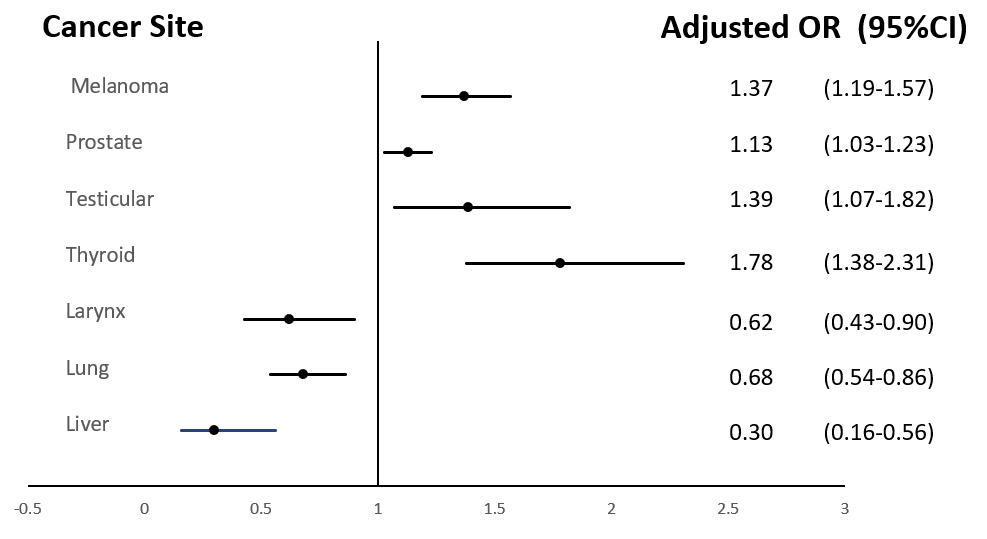 Cancer Site Adjusted OR (95%CI)
Melanoma 1.37 (1.19-1.57)
Prostate 1.13 (1.03-1.23)
Testicular 1.39 (1.07-1.82)
Thyroid 1.78 (1.38-2.31)
Larynx 0.62 (0.43-0.90)
Lung 0.68 (0.54-0.86)
Liver 0.30 (0.16-0.56)
-0.5 0 0.5 1 1.5 2 2.5 3